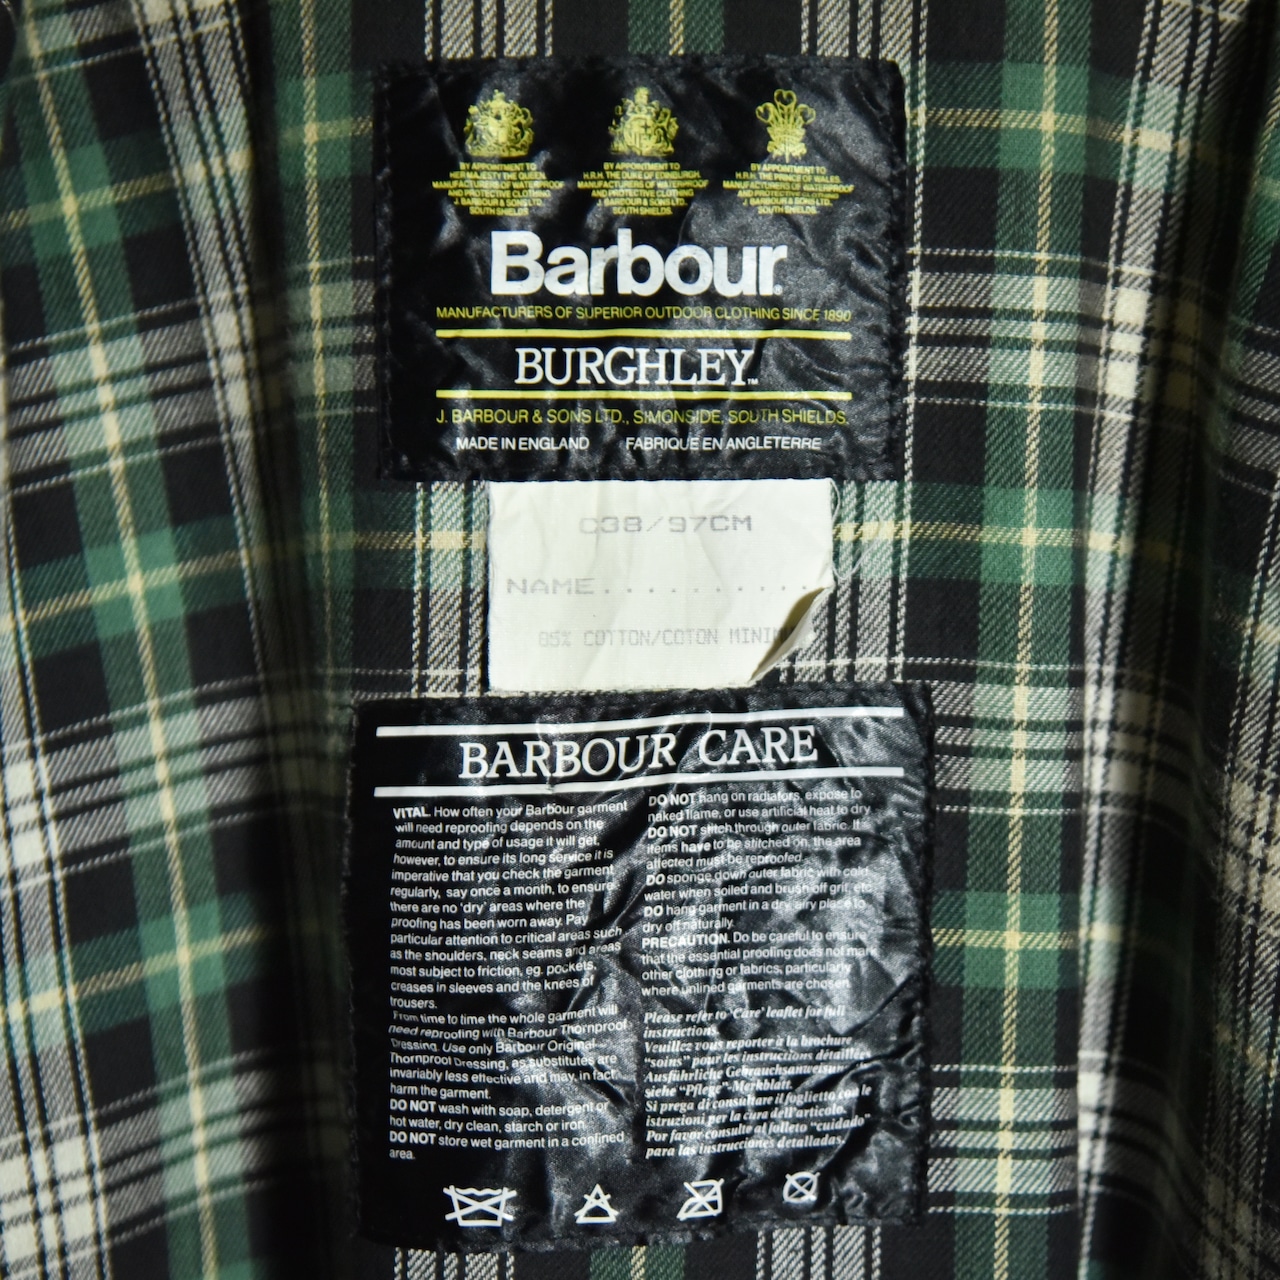 BY APPOINTMENT TO
HER MAJESTY THE QUEEN.
MANUFACTURERS OF WATERPROOF
AND PROTECTIVE CLOTHING
J. BARBOUR & SONS LTD.
SOUTH SHIELDS.
BY APPOINTMENT TO
H.R.H. THE DUKE OF EDINBURGH.
MANUFACTURERS OF WATERPROOF
AND PROTECTIVE CLOTHING
J. BARBOUR & SONS LTD.
SOUTH SHIELDS.
BY APPOINTMENT TO
H.R.H. THE PRINCE OF WALES.
MANUFACTURERS OF WATERPROOF
AND PROTECTIVE CLOTHING
J. BARBOUR & SONS LTD.
SOUTH SHIELDS.
Barbour.
MANUFACTURERS OF SUPERIOR OUTDOOR CLOTHING SINCE 1890
BURGHLEY™
J. BARBOUR & SONS LTD., SIMONSIDE, SOUTH SHIELDS.
MADE IN ENGLAND FABRIQUE EN ANGLETERRE
C38/97CM
NAME..........
85% COTTON/COTON
BARBOUR CARE
VITAL. How often your Barbour garment
will need reproofing depends on the
amount and type of usage it will get,
however, to ensure its long service it is
imperative that you check the garment
regularly, say once a month, to ensure
there are no 'dry' areas where the
proofing has been worn away. Pay
particular attention to critical areas such
as the shoulders, neck seams and areas
most subject to friction, eg. pockets,
creases in sleeves and the knees of
trousers.
From time to time the whole garment will
need reproofing with Barbour Thornproof
Dressing. Use only Barbour Original
Thornproof Dressing, as substitutes are
invariably less effective and may, in fact
harm the garment.
DO NOT wash with soap, detergent or
hot water, dry clean, starch or iron.
DO NOT store wet garment in a confined
area.
DO NOT hang on radiators, expose to
naked flame, or use artificial heat to dry.
DO NOT stitch through outer fabric. If
items have to be stitched on, the area
affected must be reproofed.
DO sponge down outer fabric with cold
water when soiled and brush off grit, etc
DO hang garment in a dry airy place to
dry off naturally.
PRECAUTION. Do be careful to ensure
that the essential proofing does not mark
other clothing or fabrics, particularly
where unlined garments are chosen.
Please refer to 'Care' leaflet for full
instructions.
Veuillez vous reporter à la brochure
"soins" pour les instructions détaillées
Ausführliche Gebrauchsanweisung
siehe "Pflege"-Merkblatt.
Si prega di consultare il foglietto con le
istruzioni per la cura dell'articolo.
Por favor consulte al folleto "cuidado"
para las instrucciones detalladas.